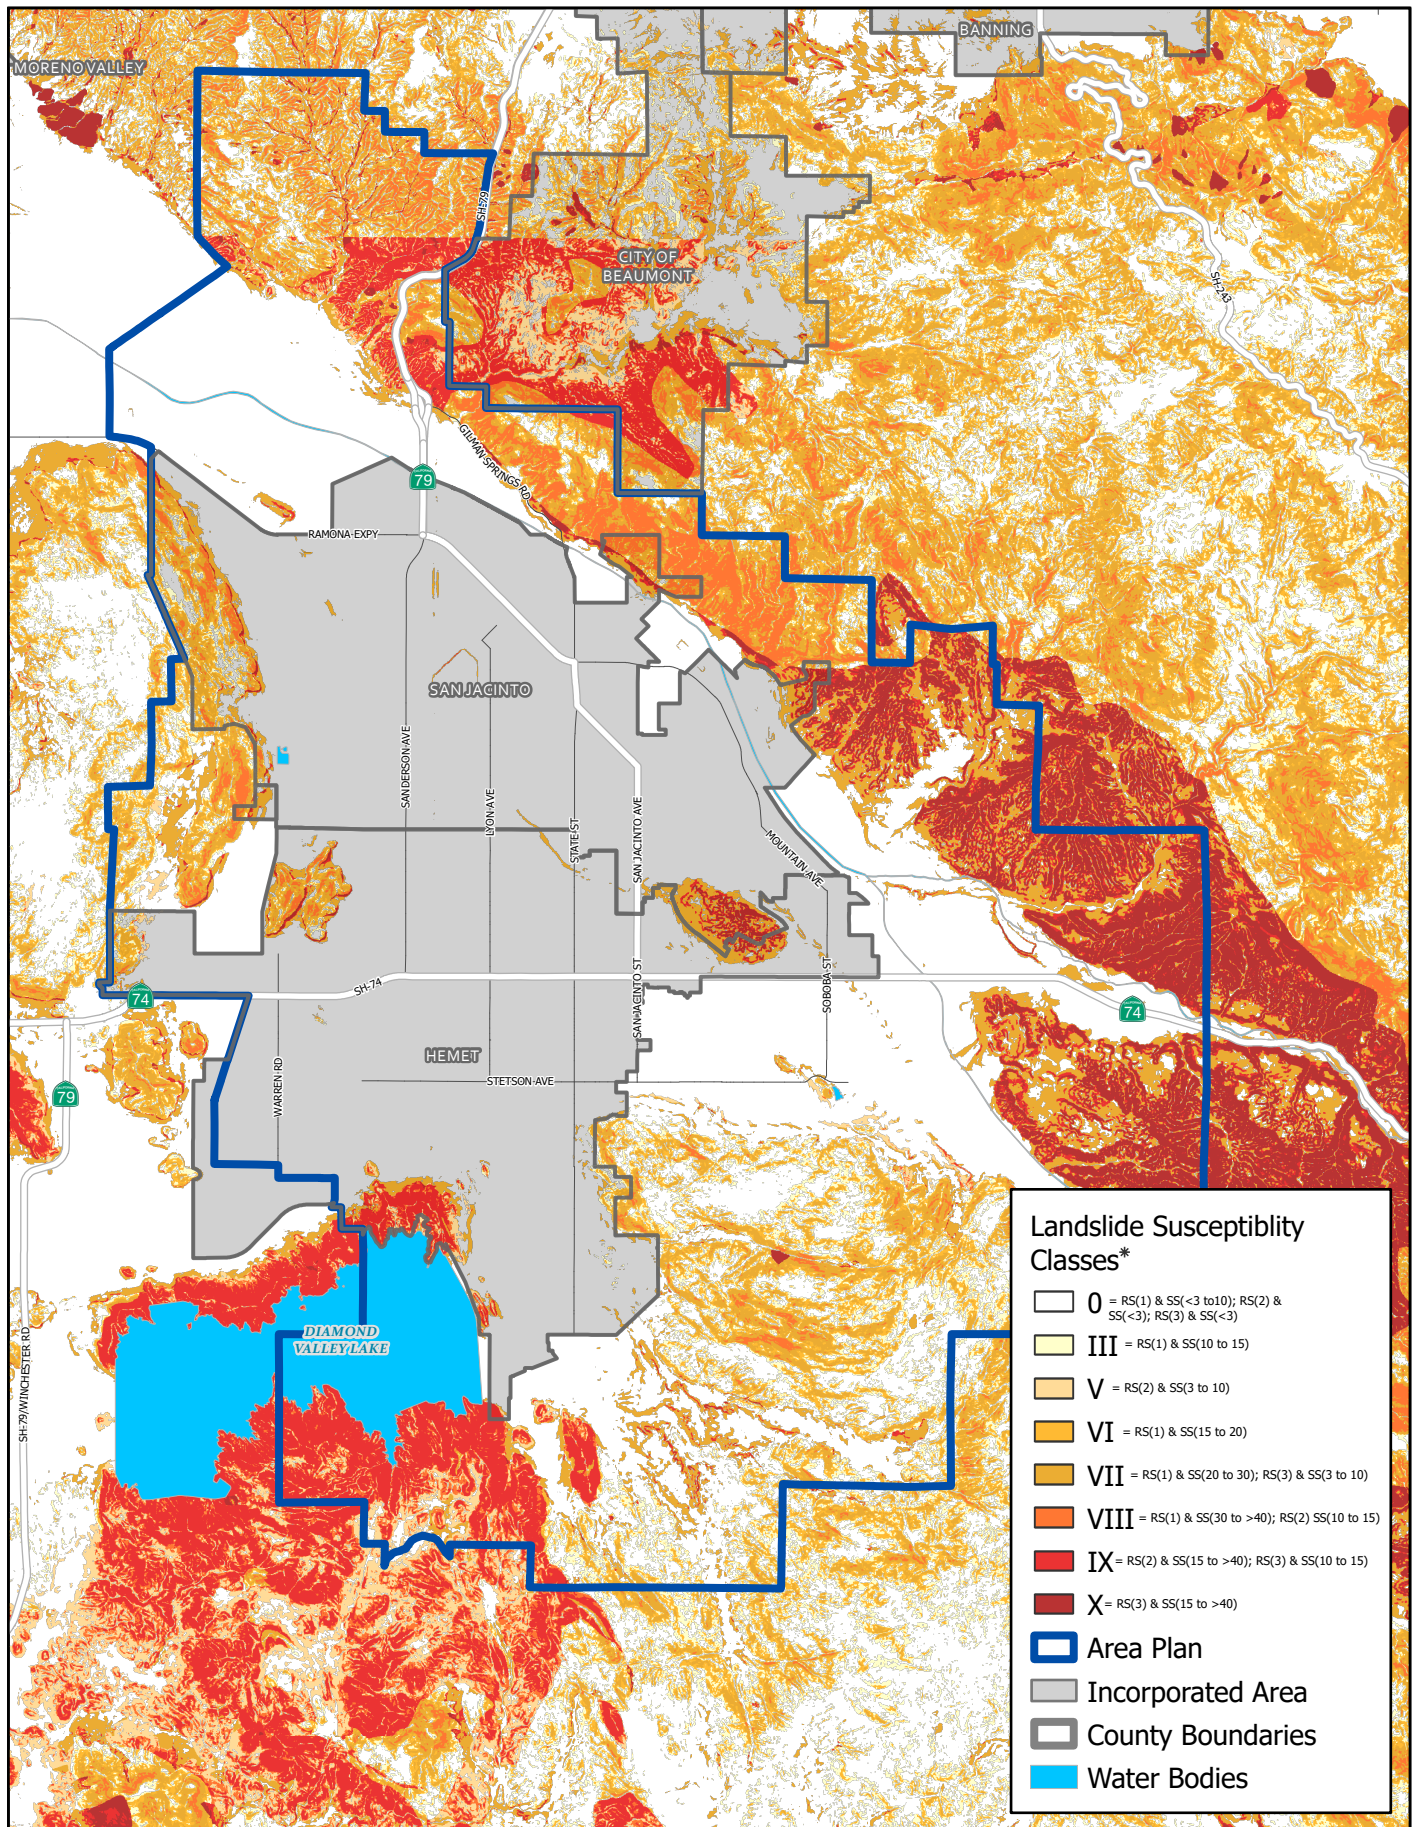 BANNING
MORENO VALLEY
SH-79
CITY OF
BEAUMONT
SH-243
GILMAN SPRINGS RD
CALIFORNIA
79
RAMONA EXPY
SAN JACINTO
SANDERSON AVE
LYON AVE
STATE ST
SAN JACINTO AVE
MOUNTAIN AVE
SH-74
CALIFORNIA
74
SAN JACINTO ST
SOBOBA ST
CALIFORNIA
74
HEMET
WARREN RD
STETSON AVE
CALIFORNIA
79
DIAMOND
VALLEY LAKE
SH-79/WINCHESTER RD
Landslide Susceptiblity
Classes*
0 = RS(1) & SS(<3 to10); RS(2) &
SS(<3); RS(3) & SS(<3)
III = RS(1) & SS(10 to 15)
V = RS(2) & SS(3 to 10)
VI = RS(1) & SS(15 to 20)
VII = RS(1) & SS(20 to 30); RS(3) & SS(3 to 10)
VIII = RS(1) & SS(30 to >40); RS(2) SS(10 to 15)
IX = RS(2) & SS(15 to >40); RS(3) & SS(10 to 15)
X = RS(3) & SS(15 to >40)
Area Plan
Incorporated Area
County Boundaries
Water Bodies